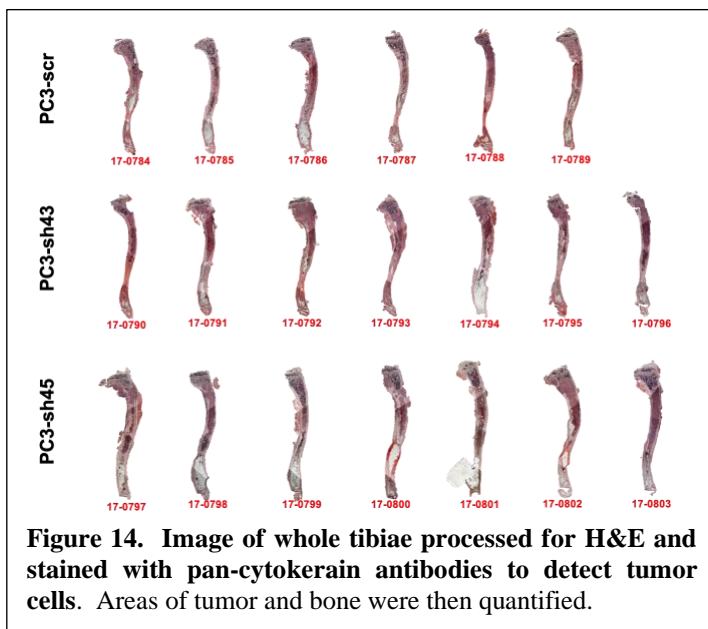 PC3-scr
17-0784 17-0785 17-0786 17-0787 17-0788 17-0789
PC3-sh43
17-0790 17-0791 17-0792 17-0793 17-0794 17-0795 17-0796
PC3-sh45
17-0797 17-0798 17-0799 17-0800 17-0801 17-0802 17-0803
Figure 14. Image of whole tibiae processed for H&E and
stained with pan-cytokerain antibodies to detect tumor
cells. Areas of tumor and bone were then quantified.